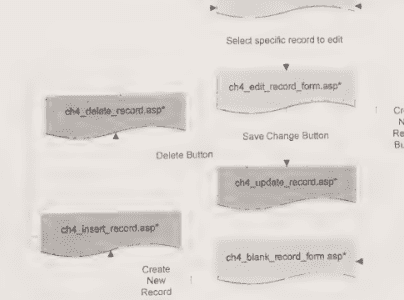 Select specific record to edit
ch4_edit_record_form.asp*
ch4_delete_record.asp*
Save Change Button
Delete Button
ch4_update_record.asp*
ch4_insert_record.asp*
ch4_blank_record_form.asp*
Create
New
Record